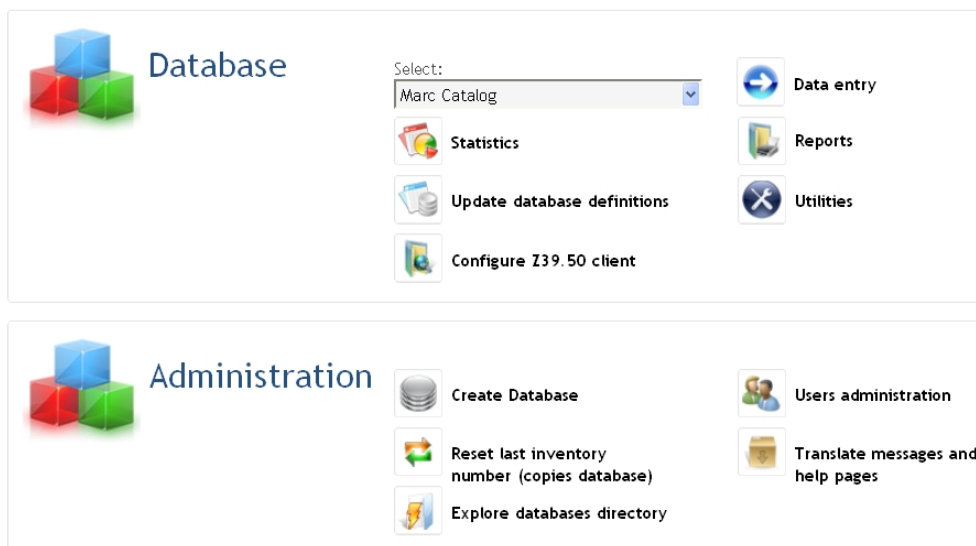 Database
Select:
Marc Catalog
Data entry
Statistics
Reports
Update database definitions
Utilities
Configure Z39.50 client
Administration
Create Database
Users administration
Reset last inventory
number (copies database)
Translate messages and
help pages
Explore databases directory